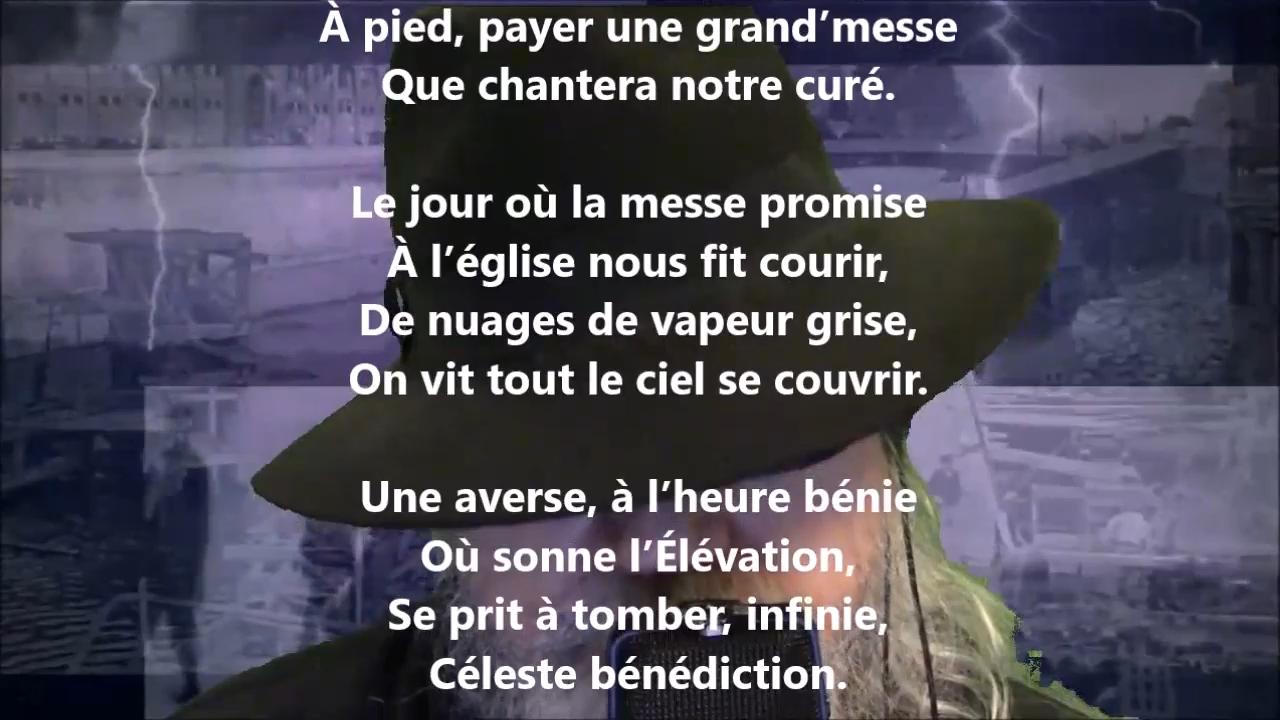 À pied, payer une grand’messe
Que chantera notre curé.
Le jour où la messe promise
À l’église nous fit courir,
De nuages de vapeur grise,
On vit tout le ciel se couvrir.
Une averse, à l’heure bénie
Où sonne l’Élévation,
Se prit à tomber, infinie,
Céleste bénédiction.